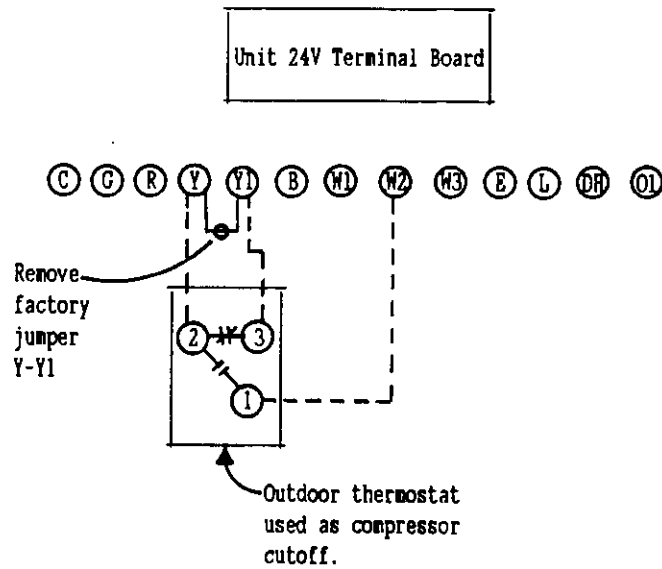 Unit 24V Terminal Board
C G R Y Y1 B W1 W2 W3 E L DH O1
Remove
factory
jumper
Y-Y1
2 3
1
Outdoor thermostat
used as compressor
cutoff.